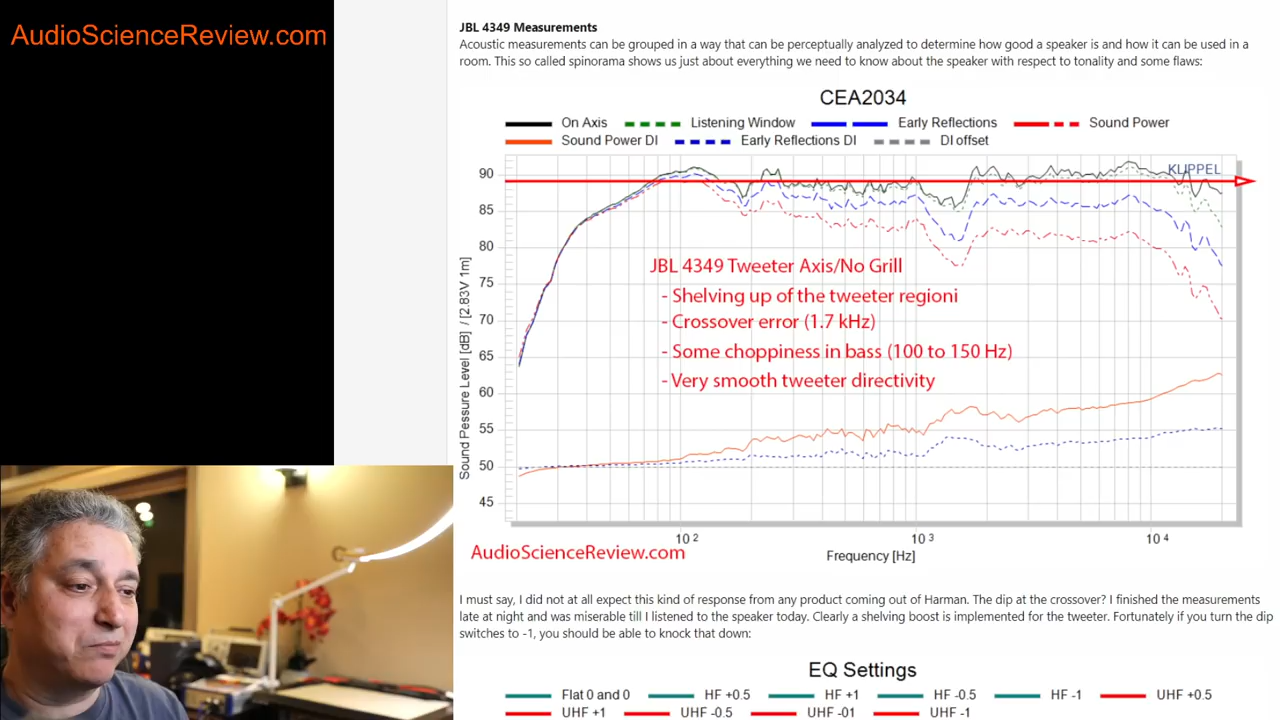 AudioScienceReview.com
JBL 4349 Measurements
Acoustic measurements can be grouped in a way that can be perceptually analyzed to determine how good a speaker is and how it can be used in a
room. This so called spinorama shows us just about everything we need to know about the speaker with respect to tonality and some flaws:
CEA2034
On Axis Listening Window Early Reflections Sound Power
Sound Power DI Early Reflections DI DI offset
KLIPPEL
90
85
80
75
70
65
60
55
50
45
Sound Pressure Level [dB] / [2.83V 1m]
JBL 4349 Tweeter Axis/No Grill
- Shelving up of the tweeter regioni
- Crossover error (1.7 kHz)
- Some choppiness in bass (100 to 150 Hz)
- Very smooth tweeter directivity
10 2 10 3 10 4
AudioScienceReview.com
Frequency [Hz]
I must say, I did not at all expect this kind of response from any product coming out of Harman. The dip at the crossover? I finished the measurements
late at night and was miserable till I listened to the speaker today. Clearly a shelving boost is implemented for the tweeter. Fortunately if you turn the dip
switches to -1, you should be able to knock that down:
EQ Settings
Flat 0 and 0 HF +0.5 HF +1 HF -0.5 HF -1 UHF +0.5
UHF +1 UHF -0.5 UHF -01 UHF -1